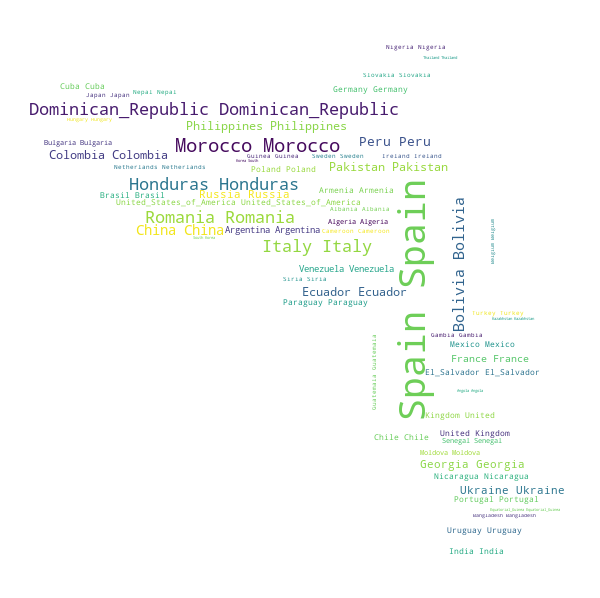 Nigeria Nigeria
Thailand Thailand
Slovakia Slovakia
Cuba Cuba
Nepal Nepal
Germany Germany
Japan Japan
Dominican_Republic Dominican_Republic
Hungary Hungary
Philippines Philippines
Bulgaria Bulgaria
Morocco Morocco
Peru Peru
Colombia Colombia
Guinea Guinea
Sweden Sweden
Ireland Ireland
Korea South
Netherlands Netherlands
Poland Poland
Pakistan Pakistan
Honduras Honduras
Armenia Armenia
Brasil Brasil
Russia Russia
United_States_of_America United_States_of_America
Albania Albania
Romania Romania
Algeria Algeria
China China
Argentina Argentina
Cameroon Cameroon
South Korea
Italy Italy
Spain Spain
Bolivia Bolivia
Venezuela Venezuela
Siria Siria
Ecuador Ecuador
Paraguay Paraguay
Turkey Turkey
Kazakhstan Kazakhstan
Gambia Gambia
Mexico Mexico
Guatemala Guatemala
France France
El_Salvador El_Salvador
Kingdom United
United Kingdom
Chile Chile
Senegal Senegal
Moldova Moldova
Georgia Georgia
Nicaragua Nicaragua
Ukraine Ukraine
Portugal Portugal
Equatorial_Guinea Equatorial_Guinea
Bangladesh Bangladesh
Uruguay Uruguay
India India